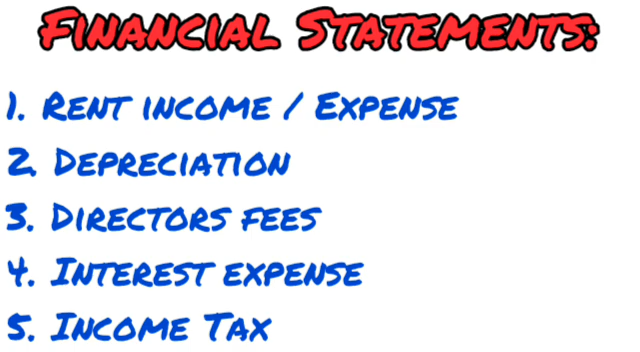 Financial Statements:
1. Rent income / Expense
2. Depreciation
3. Directors fees
4. Interest expense
5. Income Tax